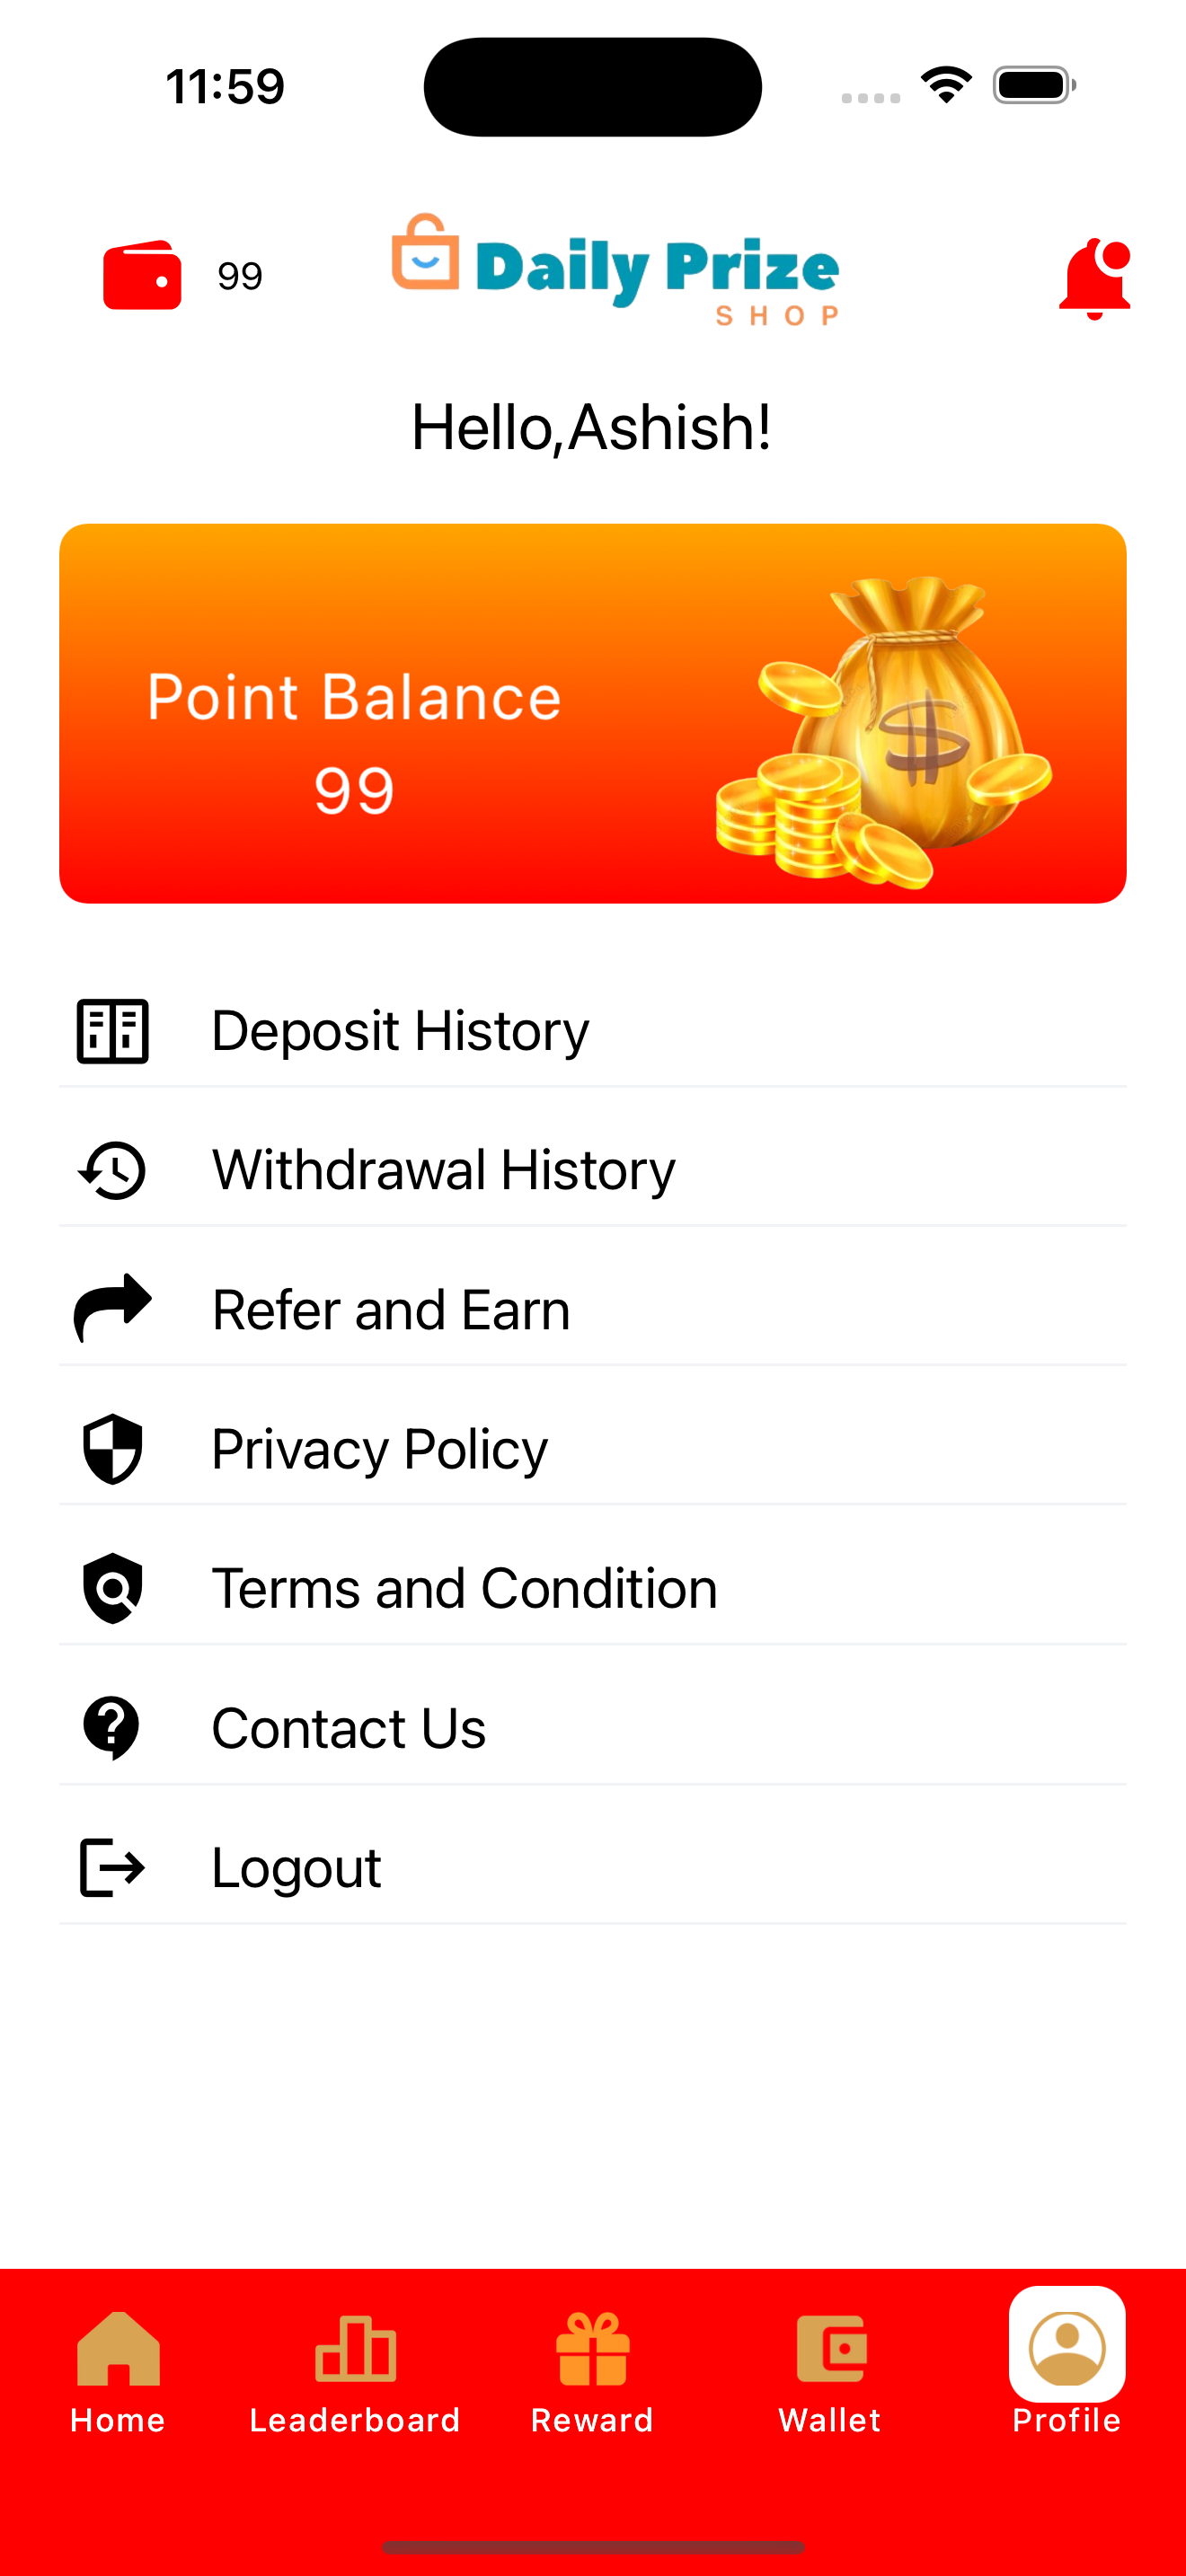 11:59
99
Daily Prize
SHOP
Hello,Ashish!
Point Balance
99
$
Deposit History
Withdrawal History
Refer and Earn
Privacy Policy
Terms and Condition
Contact Us
Logout
Home
Leaderboard
Reward
Wallet
Profile